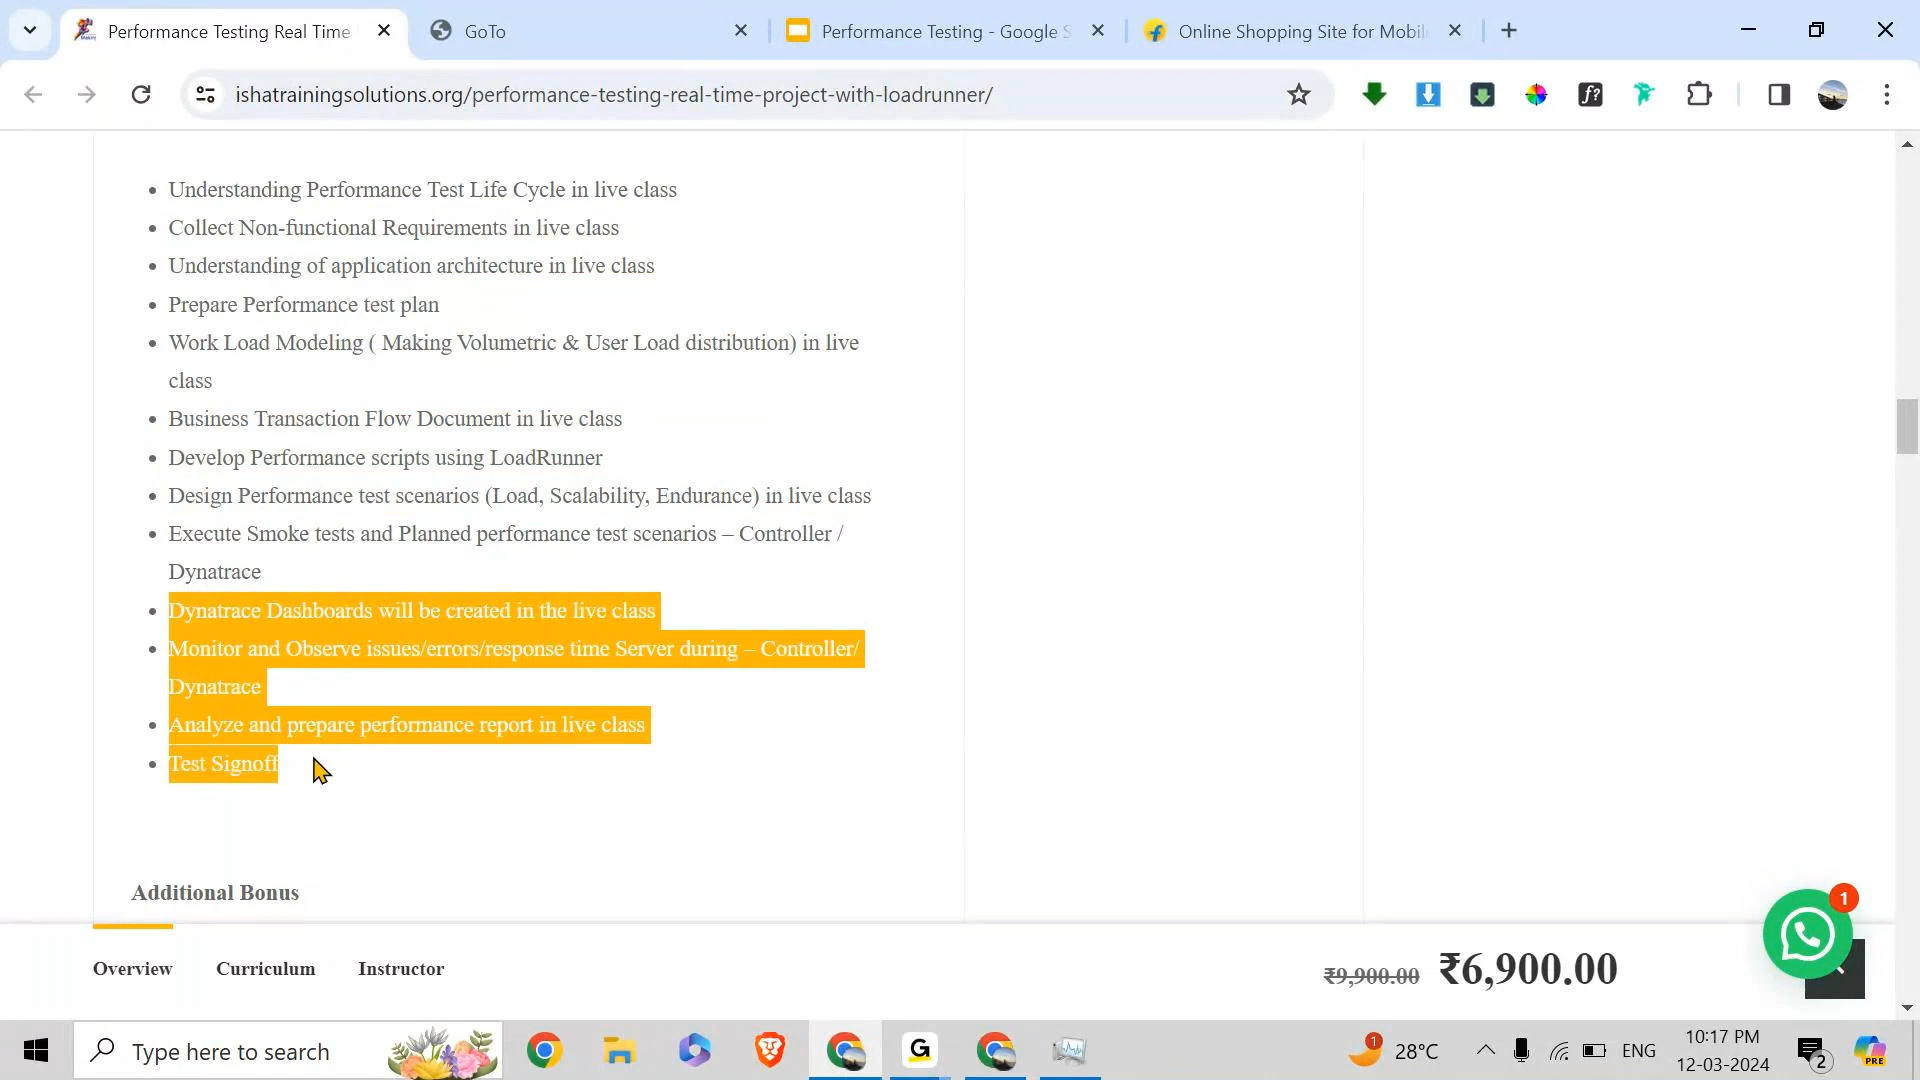 Performance Testing Real Time
GoTo
Performance Testing - Google S
Online Shopping Site for Mobil
ishatrainingsolutions.org/performance-testing-real-time-project-with-loadrunner/
f?
Understanding Performance Test Life Cycle in live class
Collect Non-functional Requirements in live class
Understanding of application architecture in live class
Prepare Performance test plan
Work Load Modeling ( Making Volumetric & User Load distribution) in live
class
Business Transaction Flow Document in live class
Develop Performance scripts using LoadRunner
Design Performance test scenarios (Load, Scalability, Endurance) in live class
Execute Smoke tests and Planned performance test scenarios – Controller /
Dynatrace
Dynatrace Dashboards will be created in the live class
Monitor and Observe issues/errors/response time Server during – Controller/
Dynatrace
Analyze and prepare performance report in live class
Test Signoff
Additional Bonus
1
Overview Curriculum Instructor
₹9,900.00 ₹6,900.00
Type here to search
G
1
28°C
ENG
10:17 PM
12-03-2024
2
PRE